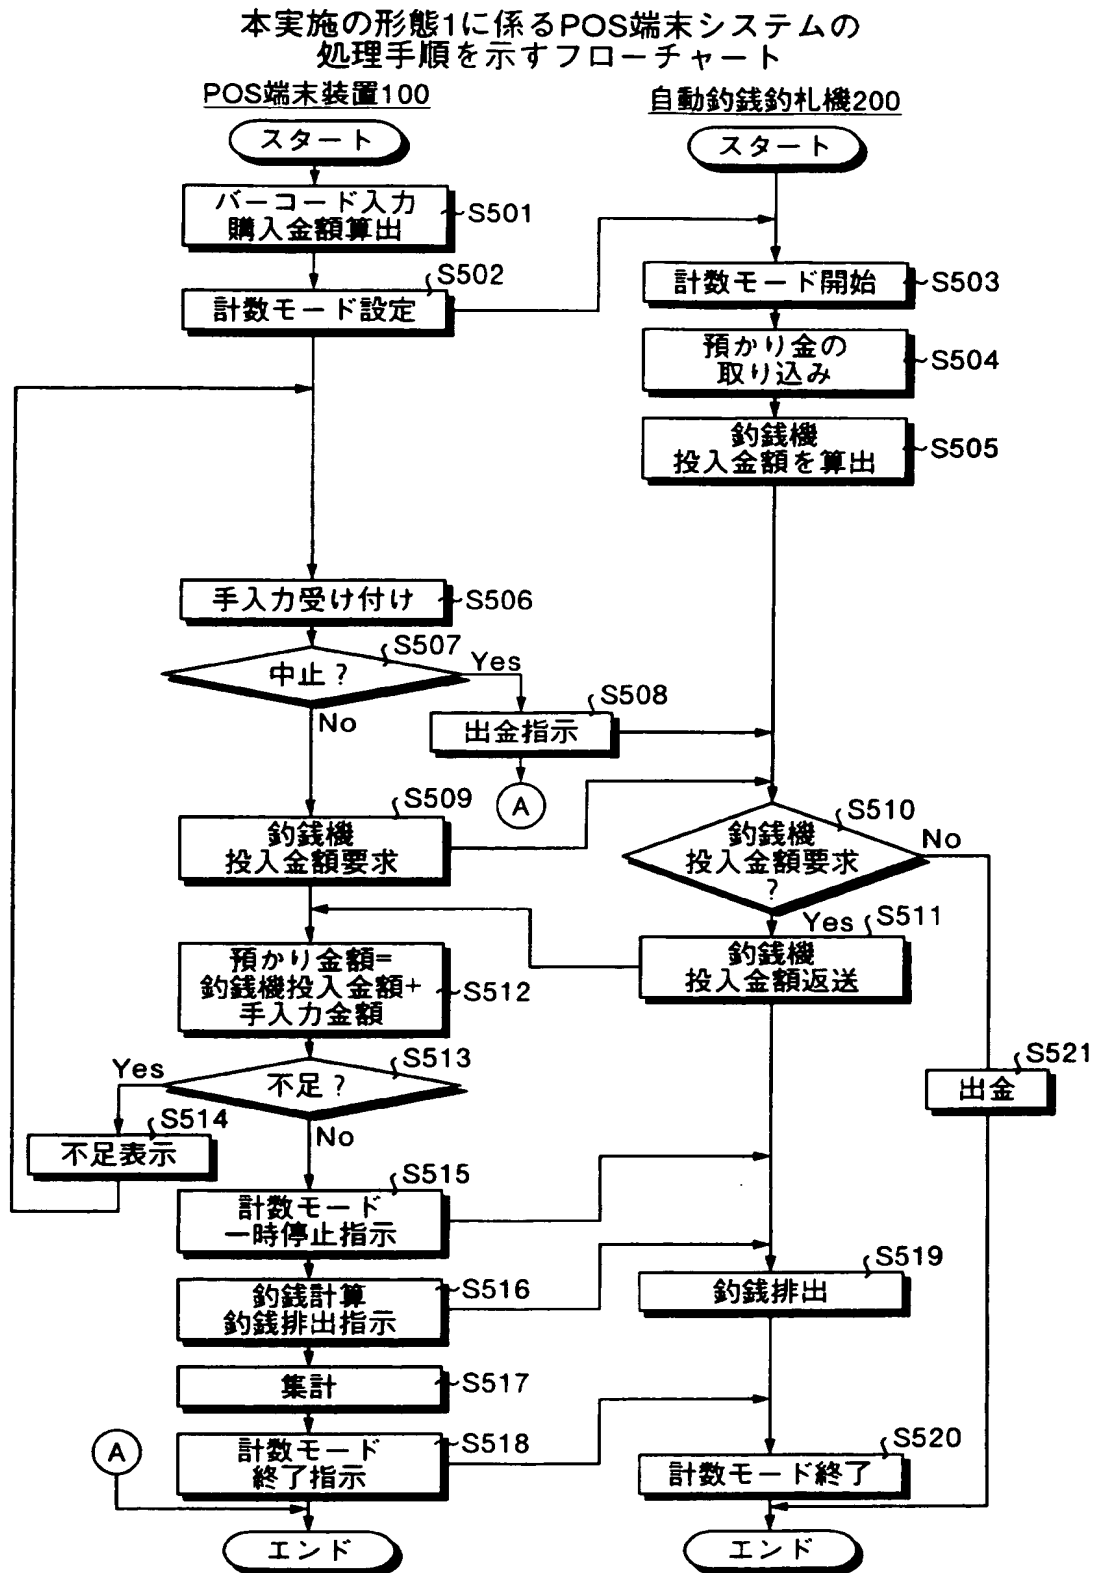 本実施の形態1に係るPOS端末システムの
処理手順を示すフローチャート
POS端末装置100
自動釣銭釣札機200
スタート
スタート
バーコード入力
購入金額算出
S501
計数モード設定
S502
計数モード開始
S503
預かり金の
取り込み
S504
釣銭機
投入金額を算出
S505
手入力受け付け
S506
中止?
S507
Yes
No
出金指示
S508
A
釣銭機
投入金額要求
S509
釣銭機
投入金額要求
?
S510
No
Yes
釣銭機
投入金額返送
S511
預かり金額=
釣銭機投入金額+
手入力金額
S512
不足?
S513
Yes
No
不足表示
S514
出金
S521
計数モード
一時停止指示
S515
釣銭計算
釣銭排出指示
S516
釣銭排出
S519
集計
S517
A
計数モード
終了指示
S518
計数モード終了
S520
エンド
エンド